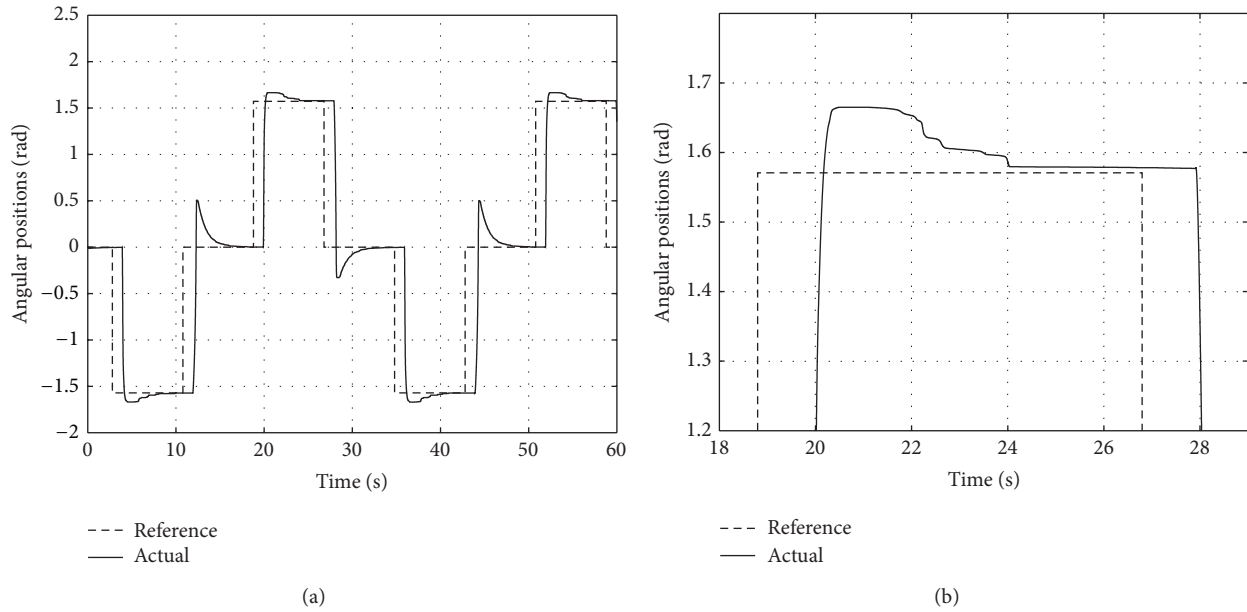 2.5
2
1.5
1
0.5
0
−0.5
−1
−1.5
−2
Angular positions (rad)
0 10 20 30 40 50 60
Time (s)
Reference
Actual
(a)
1.7
1.6
1.5
1.4
1.3
1.2
Angular positions (rad)
18 20 22 24 26 28
Time (s)
Reference
Actual
(b)